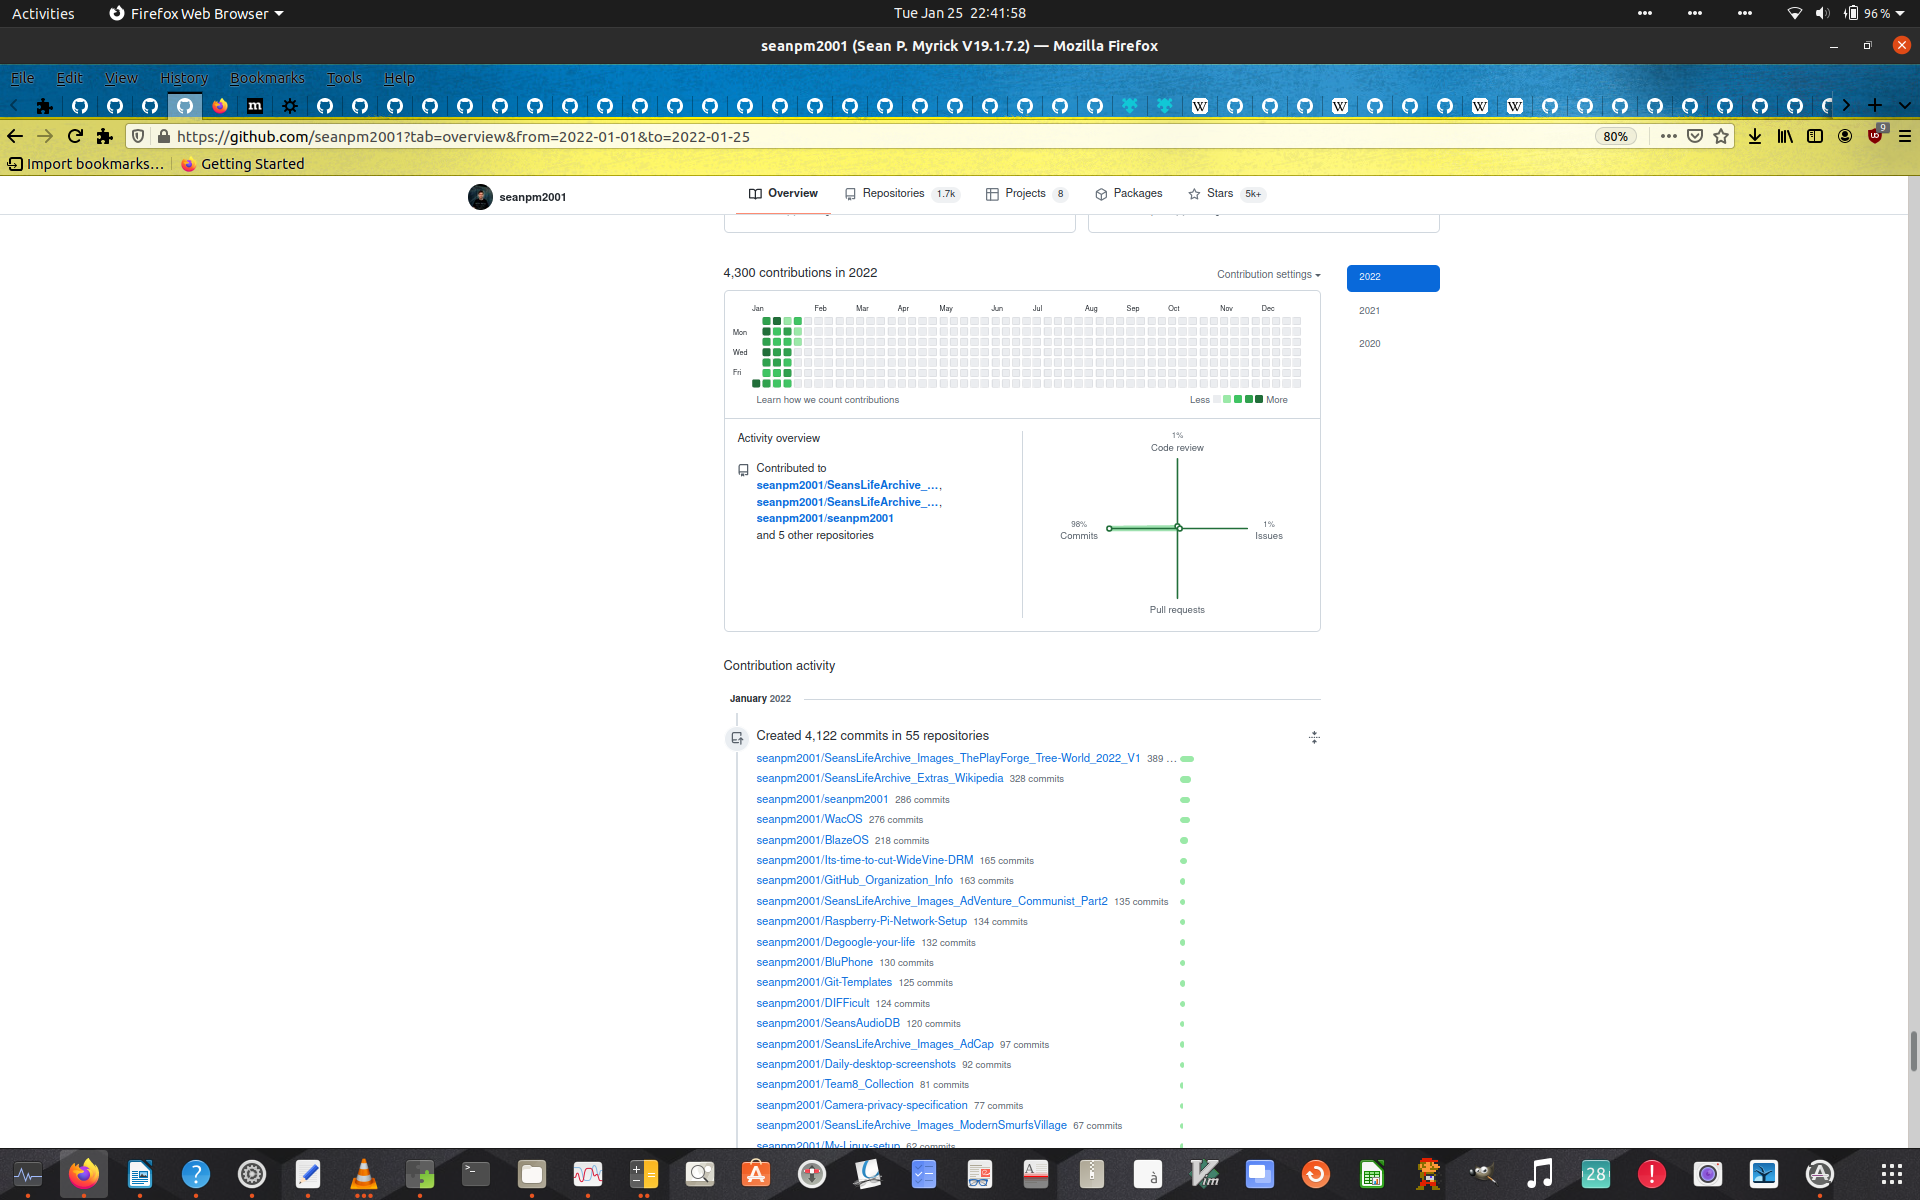 Activities
Firefox Web Browser
Tue Jan 25 22:41:58
96 %
seanpm2001 (Sean P. Myrick V19.1.7.2) — Mozilla Firefox
File Edit View History Bookmarks Tools Help
https://github.com/seanpm2001?tab=overview&from=2022-01-01&to=2022-01-25
80%
9
Import bookmarks…
Getting Started
seanpm2001
Overview
Repositories 1.7k
Projects 8
Packages
Stars 5k+
4,300 contributions in 2022
Contribution settings
2022
2021
2020
Jan Feb Mar Apr May Jun Jul Aug Sep Oct Nov Dec
Mon
Wed
Fri
Learn how we count contributions
Less
More
Activity overview
Contributed to
seanpm2001/SeansLifeArchive_…,
seanpm2001/SeansLifeArchive_…,
seanpm2001/seanpm2001
and 5 other repositories
1%
Code review
98%
Commits
1%
Issues
Pull requests
Contribution activity
January 2022
Created 4,122 commits in 55 repositories
seanpm2001/SeansLifeArchive_Images_ThePlayForge_Tree-World_2022_V1 389 …
seanpm2001/SeansLifeArchive_Extras_Wikipedia 328 commits
seanpm2001/seanpm2001 286 commits
seanpm2001/WacOS 276 commits
seanpm2001/BlazeOS 218 commits
seanpm2001/Its-time-to-cut-WideVine-DRM 165 commits
seanpm2001/GitHub_Organization_Info 163 commits
seanpm2001/SeansLifeArchive_Images_AdVenture_Communist_Part2 135 commits
seanpm2001/Raspberry-Pi-Network-Setup 134 commits
seanpm2001/Degoogle-your-life 132 commits
seanpm2001/BluPhone 130 commits
seanpm2001/Git-Templates 125 commits
seanpm2001/DIFFicult 124 commits
seanpm2001/SeansAudioDB 120 commits
seanpm2001/SeansLifeArchive_Images_AdCap 97 commits
seanpm2001/Daily-desktop-screenshots 92 commits
seanpm2001/Team8_Collection 81 commits
seanpm2001/Camera-privacy-specification 77 commits
seanpm2001/SeansLifeArchive_Images_ModernSmurfsVillage 67 commits
seanpm2001/My-Linux-setup 62 commits
28